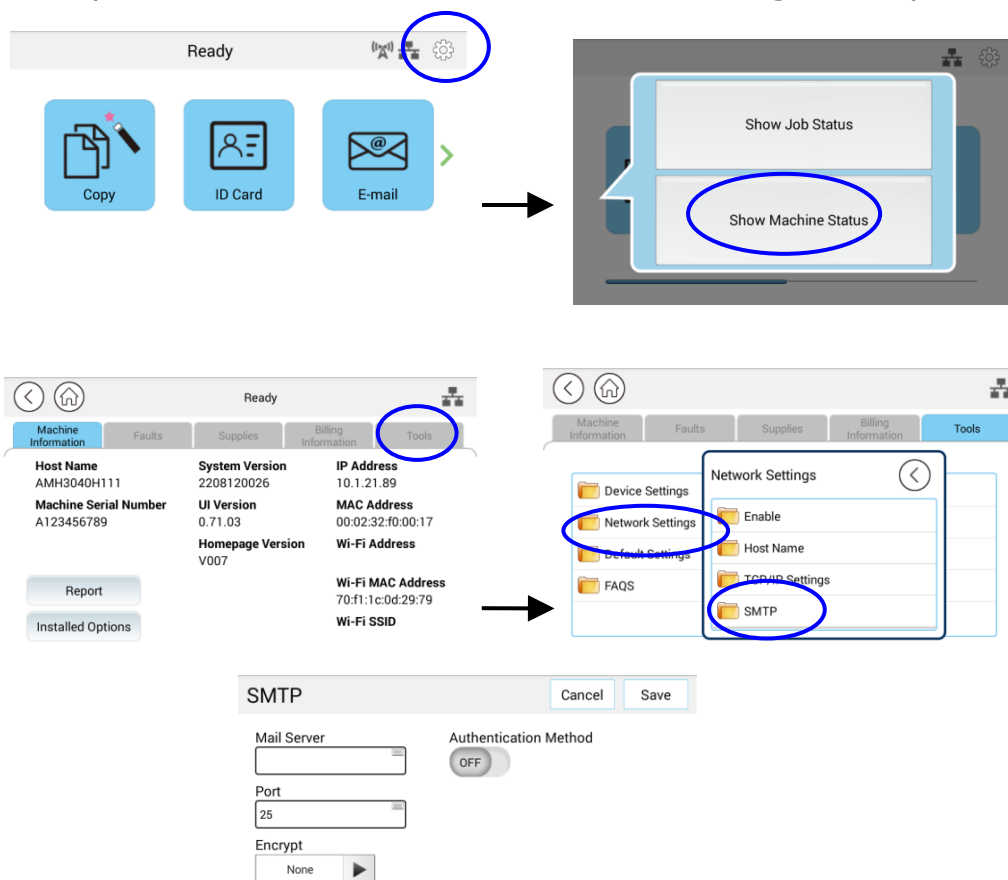 Ready
Copy
ID Card
E-mail
Show Job Status
Show Machine Status
Ready
Machine Information
Faults
Supplies
Billing Information
Tools
Host Name
AMH3040H111
Machine Serial Number
A123456789
System Version
2208120026
UI Version
0.71.03
Homepage Version
V007
IP Address
10.1.21.89
MAC Address
00:02:32:f0:00:17
Wi-Fi Address
Wi-Fi MAC Address
70:f1:1c:0d:29:79
Wi-Fi SSID
Report
Installed Options
Machine Information
Faults
Supplies
Billing Information
Tools
Device Settings
Network Settings
Default Settings
FAQS
Network Settings
Enable
Host Name
TCP/IP Settings
SMTP
SMTP
Cancel
Save
Mail Server
Authentication Method
OFF
Port
25
Encrypt
None